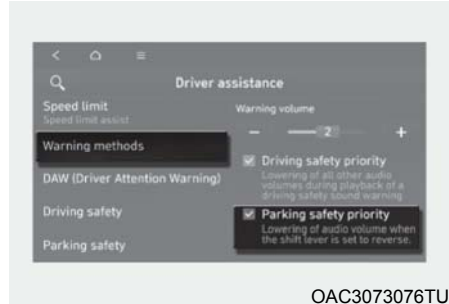 Driver assistance
Speed limit
Speed limit assist
Warning methods
DAW (Driver Attention Warning)
Driving safety
Parking safety
Warning volume
− 2 +
Driving safety priority
Lowering of all other audio
volumes during playback of a
driving safety sound warning
Parking safety priority
Lowering of audio volume when
the shift lever is set to reverse.
OAC3073076TU